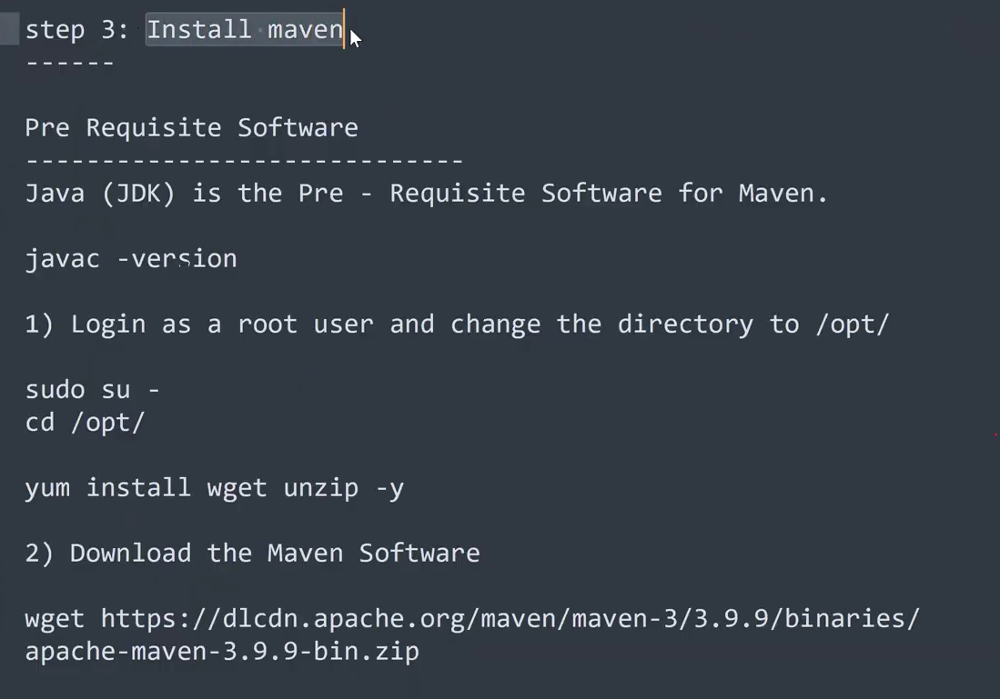 step 3: Install maven
------
Pre Requisite Software
-----------------------------
Java (JDK) is the Pre - Requisite Software for Maven.
javac -version
1) Login as a root user and change the directory to /opt/
sudo su -
cd /opt/
yum install wget unzip -y
2) Download the Maven Software
wget https://dlcdn.apache.org/maven/maven-3/3.9.9/binaries/
apache-maven-3.9.9-bin.zip